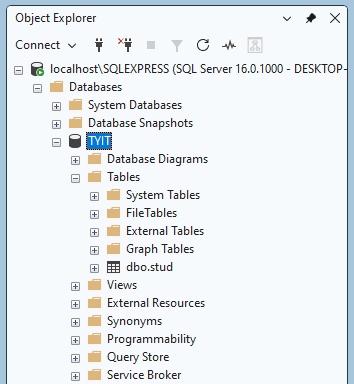 Object Explorer
Connect
localhost\SQLEXPRESS (SQL Server 16.0.1000 - DESKTOP-
Databases
System Databases
Database Snapshots
TYIT
Database Diagrams
Tables
System Tables
FileTables
External Tables
Graph Tables
dbo.stud
Views
External Resources
Synonyms
Programmability
Query Store
Service Broker